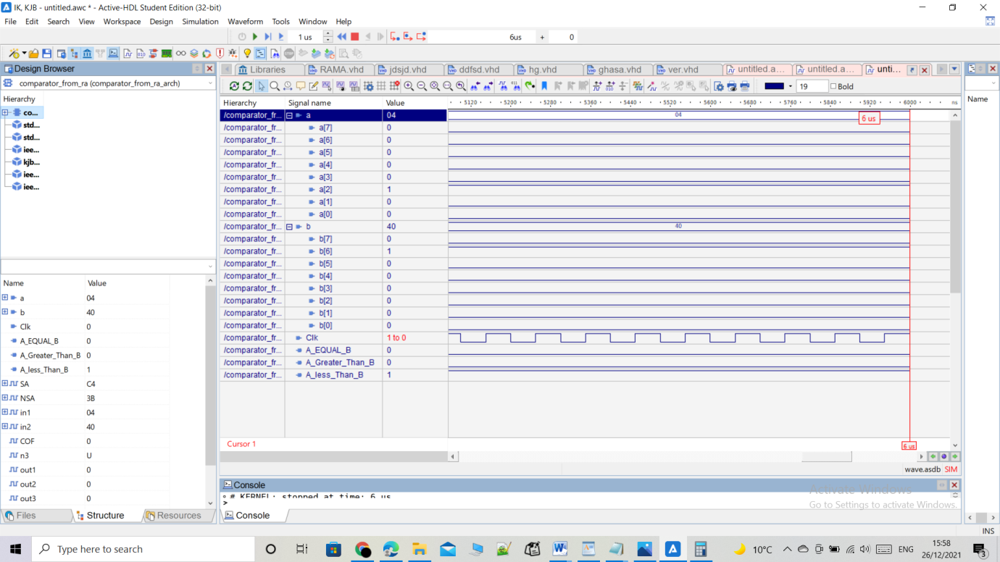 IK, KJB - untitled.awc * - Active-HDL Student Edition (32-bit)
File Edit Search View Workspace Design Simulation Waveform Tools Window Help
1 us 6us + 0
Design Browser
Libraries RAMA.vhd jdsjd.vhd ddfsd.vhd hg.vhd ghasa.vhd ver.vhd untitled.a... untitled.a... unti...
comparator_from_ra (comparator_from_ra_arch)
19 Bold
Hierarchy
co...
std...
std...
iee...
kjb...
iee...
iee...
Name Value
a 04
b 40
Clk 0
A_EQUAL_B 0
A_Greater_Than_B 0
A_less_Than_B 1
SA C4
NSA 3B
in1 04
in2 40
COF 0
n3 U
out1 0
out2 0
out3 0
Files Structure Resources
Hierarchy Signal name Value 5120 5200 5280 5360 5440 5520 5600 5680 5760 5840 5920 6000 ns
/comparator_fr... a 04 04
6 us
/comparator_fr... a[7] 0
/comparator_fr... a[6] 0
/comparator_fr... a[5] 0
/comparator_fr... a[4] 0
/comparator_fr... a[3] 0
/comparator_fr... a[2] 1
/comparator_fr... a[1] 0
/comparator_fr... a[0] 0
/comparator_fr... b 40 40
/comparator_fr... b[7] 0
/comparator_fr... b[6] 1
/comparator_fr... b[5] 0
/comparator_fr... b[4] 0
/comparator_fr... b[3] 0
/comparator_fr... b[2] 0
/comparator_fr... b[1] 0
/comparator_fr... b[0] 0
/comparator_fr... Clk 1 to 0
/comparator_fr... A_EQUAL_B 0
/comparator_fr... A_Greater_Than_B 0
/comparator_fr... A_less_Than_B 1
Cursor 1 6 us
wave.asdb SIM
Name
Console
# KERNEL: stopped at time: 6 us
>
Console
Activate Windows
Go to Settings to activate Windows.
INS
Type here to search
10°C ENG 15:58
26/12/2021
3